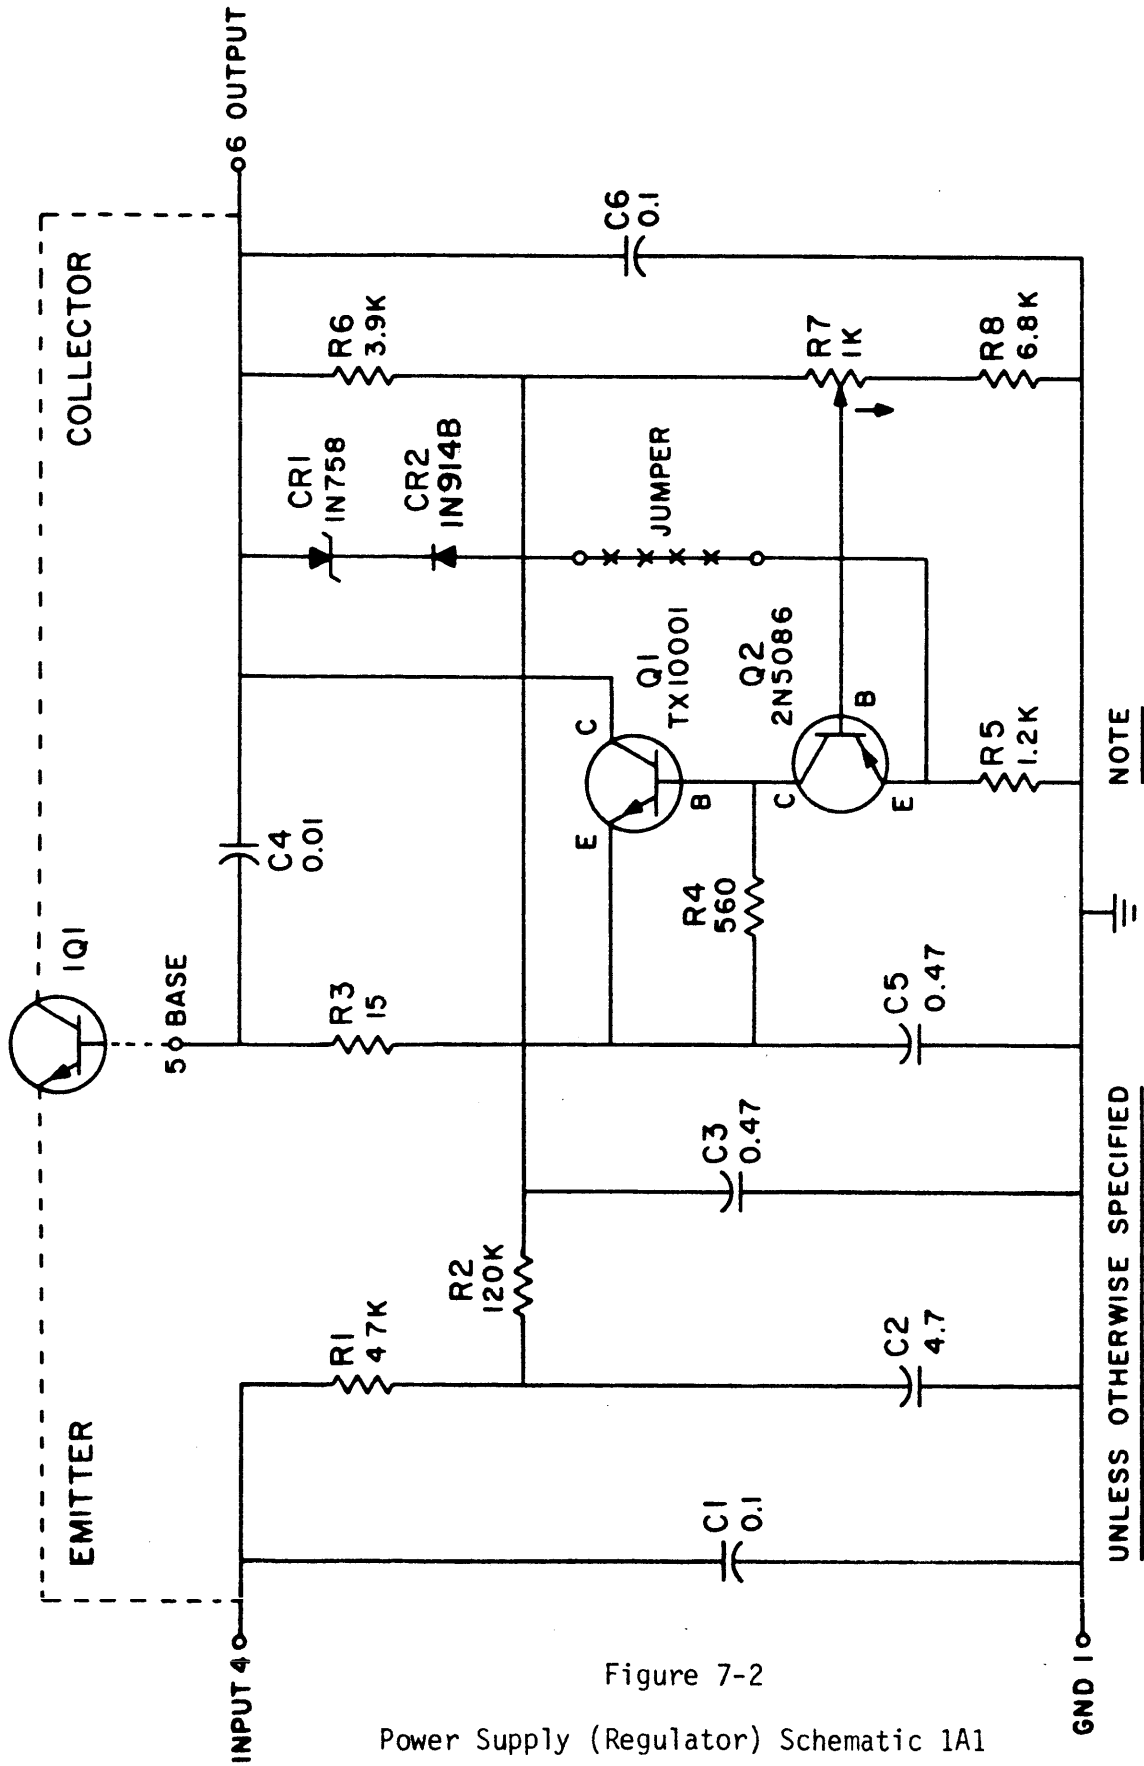 6 OUTPUT
COLLECTOR
C6
0.1
R6
3.9K
R7
1K
R8
6.8K
CR1
1N758
CR2
1N914B
JUMPER
Q1
TX10001
Q2
2N5086
C
E
B
C
B
E
R5
1.2K
NOTE
C4
0.01
1Q1
R4
560
5 BASE
R3
15
C5
0.47
C3
0.47
R2
120K
R1
47K
C2
4.7
UNLESS OTHERWISE SPECIFIED
EMITTER
C1
0.1
INPUT 4
GND 1
Figure 7-2
Power Supply (Regulator) Schematic 1A1